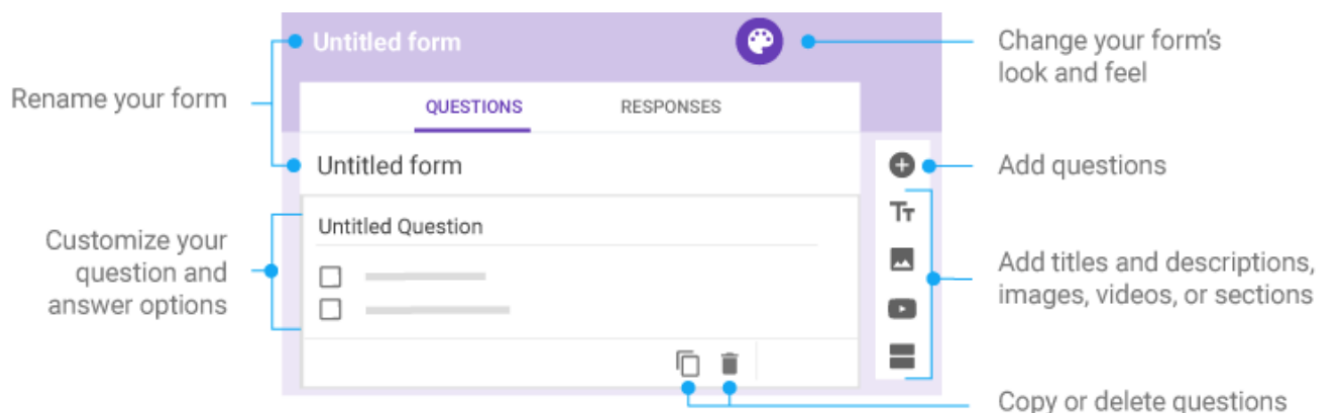 Untitled form
Change your form's
look and feel
Rename your form
QUESTIONS
RESPONSES
Untitled form
Add questions
Tт
Untitled Question
Customize your
question and
answer options
Add titles and descriptions,
images, videos, or sections
Copy or delete questions